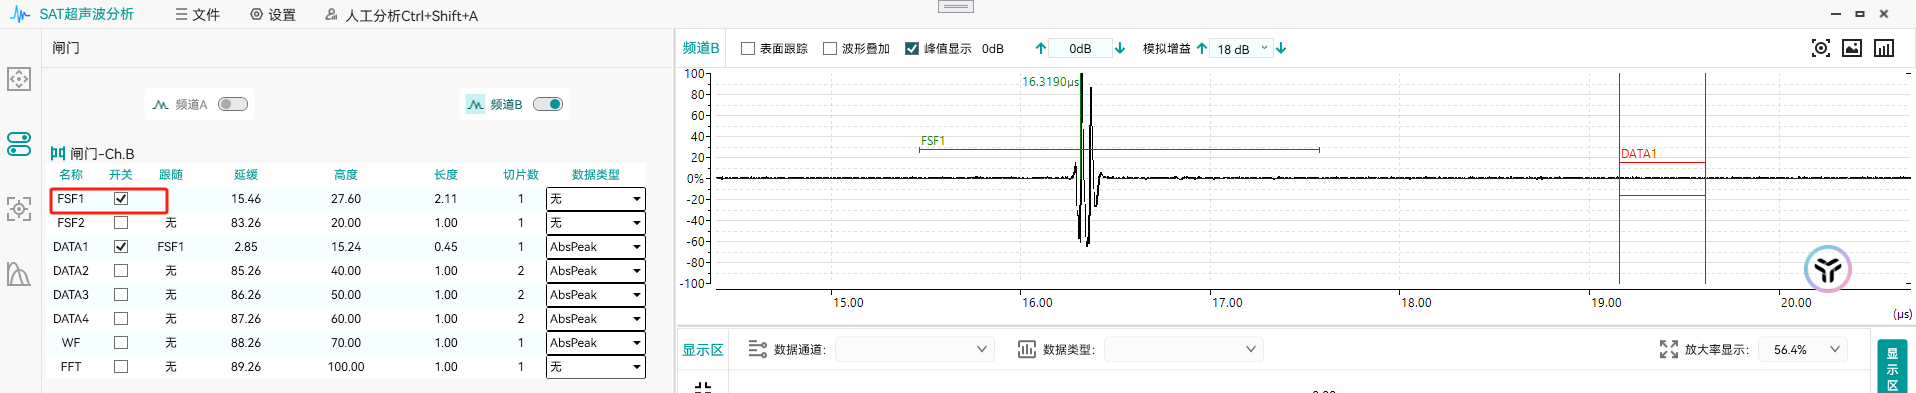 SAT超声波分析 文件 设置 人工分析Ctrl+Shift+A
闸门
频道A 频道B
闸门-Ch.B
名称 开关 跟随 延缓 高度 长度 切片数 数据类型
FSF1 15.46 27.60 2.11 1 无
FSF2 无 83.26 20.00 1.00 1 无
DATA1 FSF1 2.85 15.24 0.45 1 AbsPeak
DATA2 无 85.26 40.00 1.00 2 AbsPeak
DATA3 无 86.26 50.00 1.00 2 AbsPeak
DATA4 无 87.26 60.00 1.00 2 AbsPeak
WF 无 88.26 70.00 1.00 1 AbsPeak
FFT 无 89.26 100.00 1.00 1 无
频道B 表面跟踪 波形叠加 峰值显示 0dB 0dB 模拟增益 18 dB
100
80
60
40
20
0%
-20
-40
-60
-80
-100
16.3190μs
FSF1
DATA1
15.00 16.00 17.00 18.00 19.00 20.00
(μs)
显示区 数据通道: 数据类型: 放大率显示: 56.4%
显示区